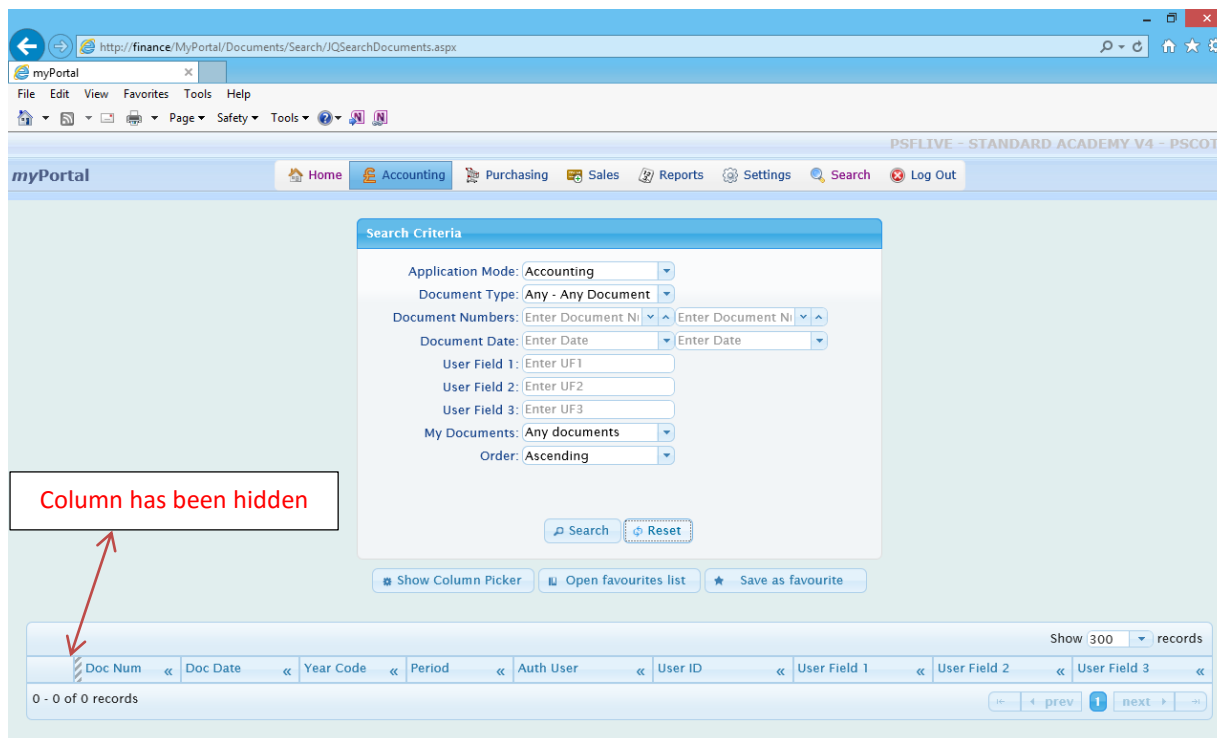 http://finance/MyPortal/Documents/Search/JQSearchDocuments.aspx
myPortal
File Edit View Favorites Tools Help
Page Safety Tools
PSFLIVE - STANDARD ACADEMY V4 - PSCOT
myPortal Home Accounting Purchasing Sales Reports Settings Search Log Out
Search Criteria
Application Mode: Accounting
Document Type: Any - Any Document
Document Numbers: Enter Document Nu Enter Document Nu
Document Date: Enter Date Enter Date
User Field 1: Enter UF1
User Field 2: Enter UF2
User Field 3: Enter UF3
My Documents: Any documents
Order: Ascending
Column has been hidden
Search Reset
Show Column Picker Open favourites list Save as favourite
Show 300 records
Doc Num « Doc Date « Year Code « Period « Auth User « User ID « User Field 1 « User Field 2 « User Field 3 «
0 - 0 of 0 records prev 1 next